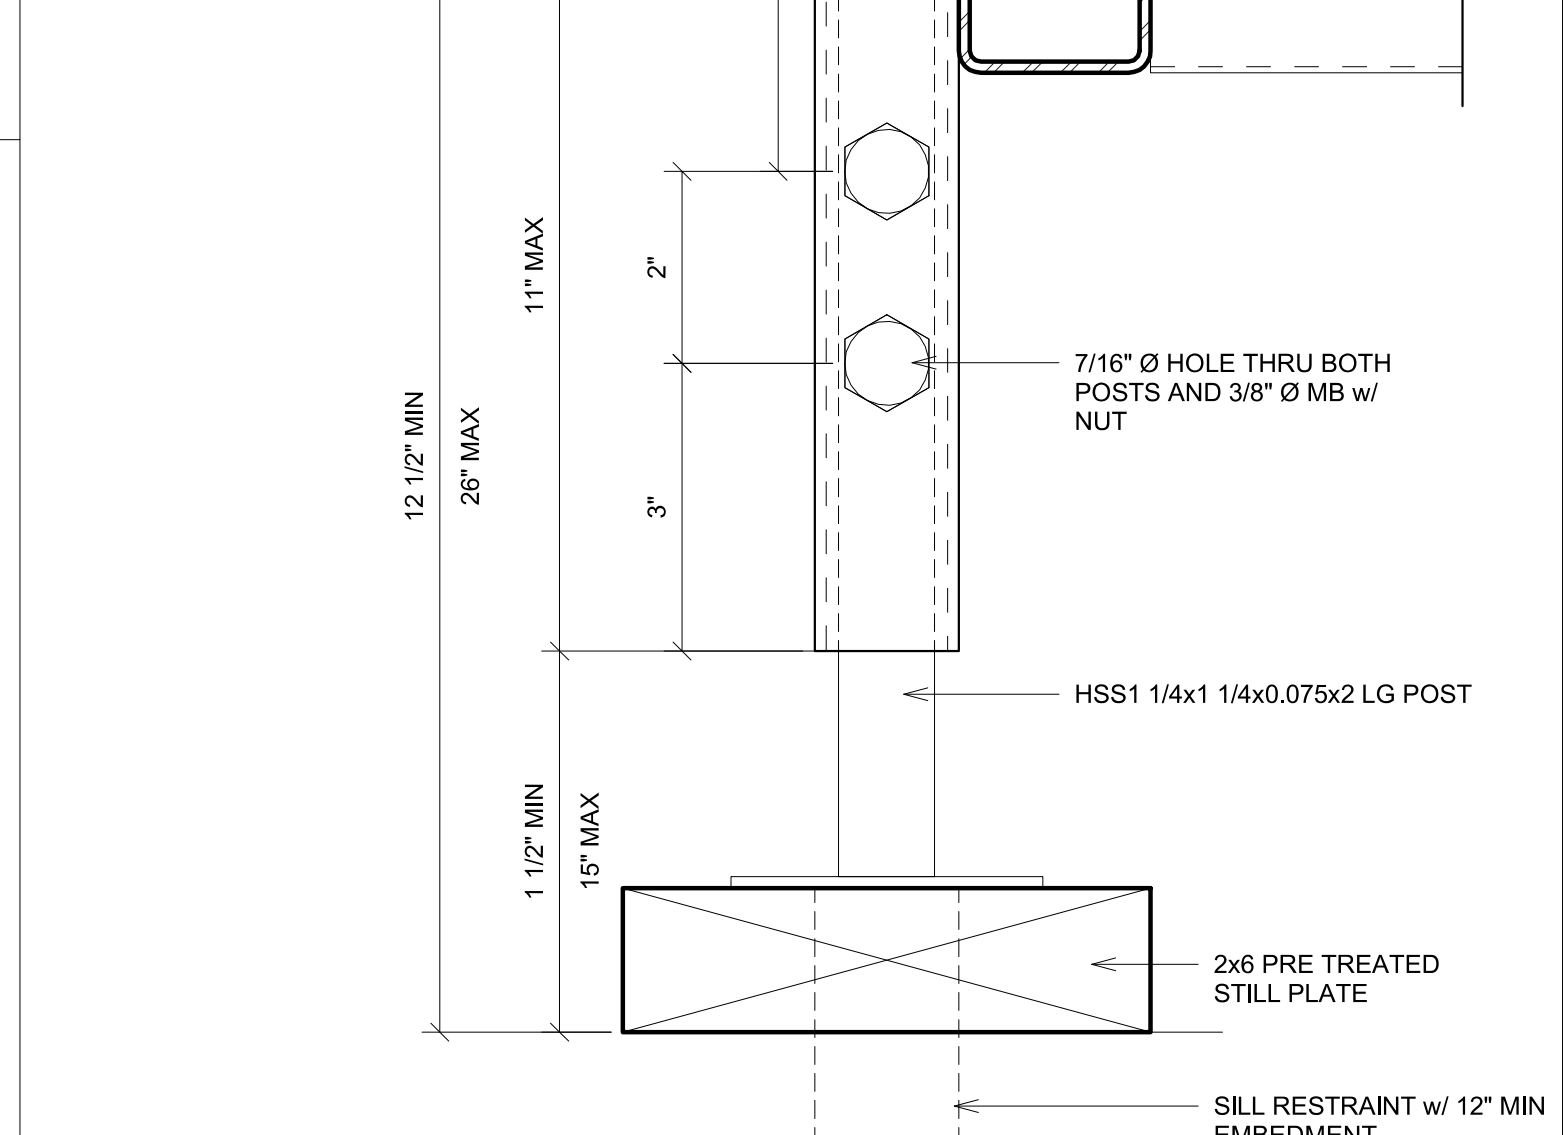 11" MAX
2"
7/16" Ø HOLE THRU BOTH
POSTS AND 3/8" Ø MB w/
NUT
12 1/2" MIN
26" MAX
3"
HSS1 1/4x1 1/4x0.075x2 LG POST
1 1/2" MIN
15" MAX
2x6 PRE TREATED
STILL PLATE
SILL RESTRAINT w/ 12" MIN
EMBEDMENT